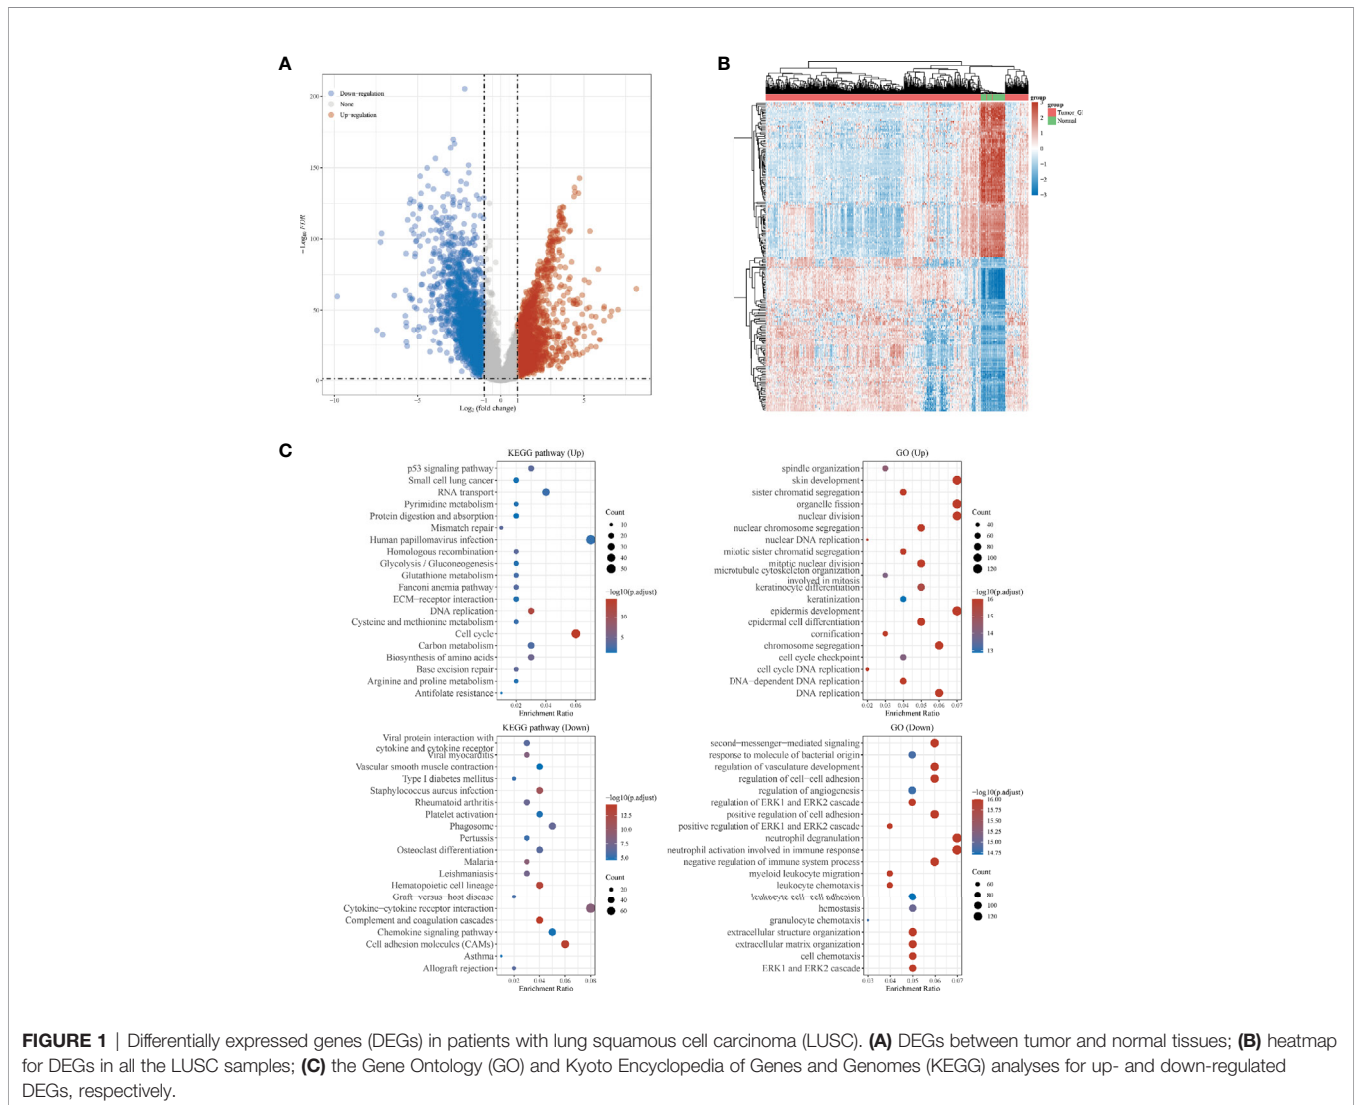 A
Down-regulation
None
Up-regulation
200
150
100
50
0
-10
-5
-1
0
1
5
-Log10 FDR
Log2 (fold change)
B
group
3
2
1
0
-1
-2
-3
group
Tumor_G
Normal
C
KEGG pathway (Up)
p53 signaling pathway
Small cell lung cancer
RNA transport
Pyrimidine metabolism
Protein digestion and absorption
Mismatch repair
Human papillomavirus infection
Homologous recombination
Glycolysis / Gluconeogenesis
Glutathione metabolism
Fanconi anemia pathway
ECM-receptor interaction
DNA replication
Cysteine and methionine metabolism
Cell cycle
Carbon metabolism
Biosynthesis of amino acids
Base excision repair
Arginine and proline metabolism
Antifolate resistance
0.02
0.04
0.06
Enrichment Ratio
Count
10
20
30
40
50
-log10(p.adjust)
10
5
GO (Up)
spindle organization
skin development
sister chromatid segregation
organelle fission
nuclear division
nuclear chromosome segregation
nuclear DNA replication
mitotic sister chromatid segregation
mitotic nuclear division
microtubule cytoskeleton organization
involved in mitosis
keratinocyte differentiation
keratinization
epidermis development
epidermal cell differentiation
cornification
chromosome segregation
cell cycle checkpoint
cell cycle DNA replication
DNA-dependent DNA replication
DNA replication
0.02
0.03
0.04
0.05
0.06
0.07
Enrichment Ratio
Count
40
60
80
100
120
-log10(p.adjust)
16
15
14
13
KEGG pathway (Down)
Viral protein interaction with
cytokine and cytokine receptor
Viral myocarditis
Vascular smooth muscle contraction
Type I diabetes mellitus
Staphylococcus aureus infection
Rheumatoid arthritis
Platelet activation
Phagosome
Pertussis
Osteoclast differentiation
Malaria
Leishmaniasis
Hematopoietic cell lineage
Graft-versus-host disease
Cytokine-cytokine receptor interaction
Complement and coagulation cascades
Chemokine signaling pathway
Cell adhesion molecules (CAMs)
Asthma
Allograft rejection
0.02
0.04
0.06
0.08
Enrichment Ratio
-log10(p.adjust)
12.5
10.0
7.5
5.0
Count
20
40
60
GO (Down)
second-messenger-mediated signaling
response to molecule of bacterial origin
regulation of vasculature development
regulation of cell-cell adhesion
regulation of angiogenesis
regulation of ERK1 and ERK2 cascade
positive regulation of cell adhesion
positive regulation of ERK1 and ERK2 cascade
neutrophil degranulation
neutrophil activation involved in immune response
negative regulation of immune system process
myeloid leukocyte migration
leukocyte chemotaxis
leukocyte cell-cell adhesion
hemostasis
granulocyte chemotaxis
extracellular structure organization
extracellular matrix organization
cell chemotaxis
ERK1 and ERK2 cascade
0.03
0.04
0.05
0.06
0.07
Enrichment Ratio
-log10(p.adjust)
16.00
15.75
15.50
15.25
15.00
14.75
Count
60
80
100
120
FIGURE 1 | Differentially expressed genes (DEGs) in patients with lung squamous cell carcinoma (LUSC). (A) DEGs between tumor and normal tissues; (B) heatmap
for DEGs in all the LUSC samples; (C) the Gene Ontology (GO) and Kyoto Encyclopedia of Genes and Genomes (KEGG) analyses for up- and down-regulated
DEGs, respectively.